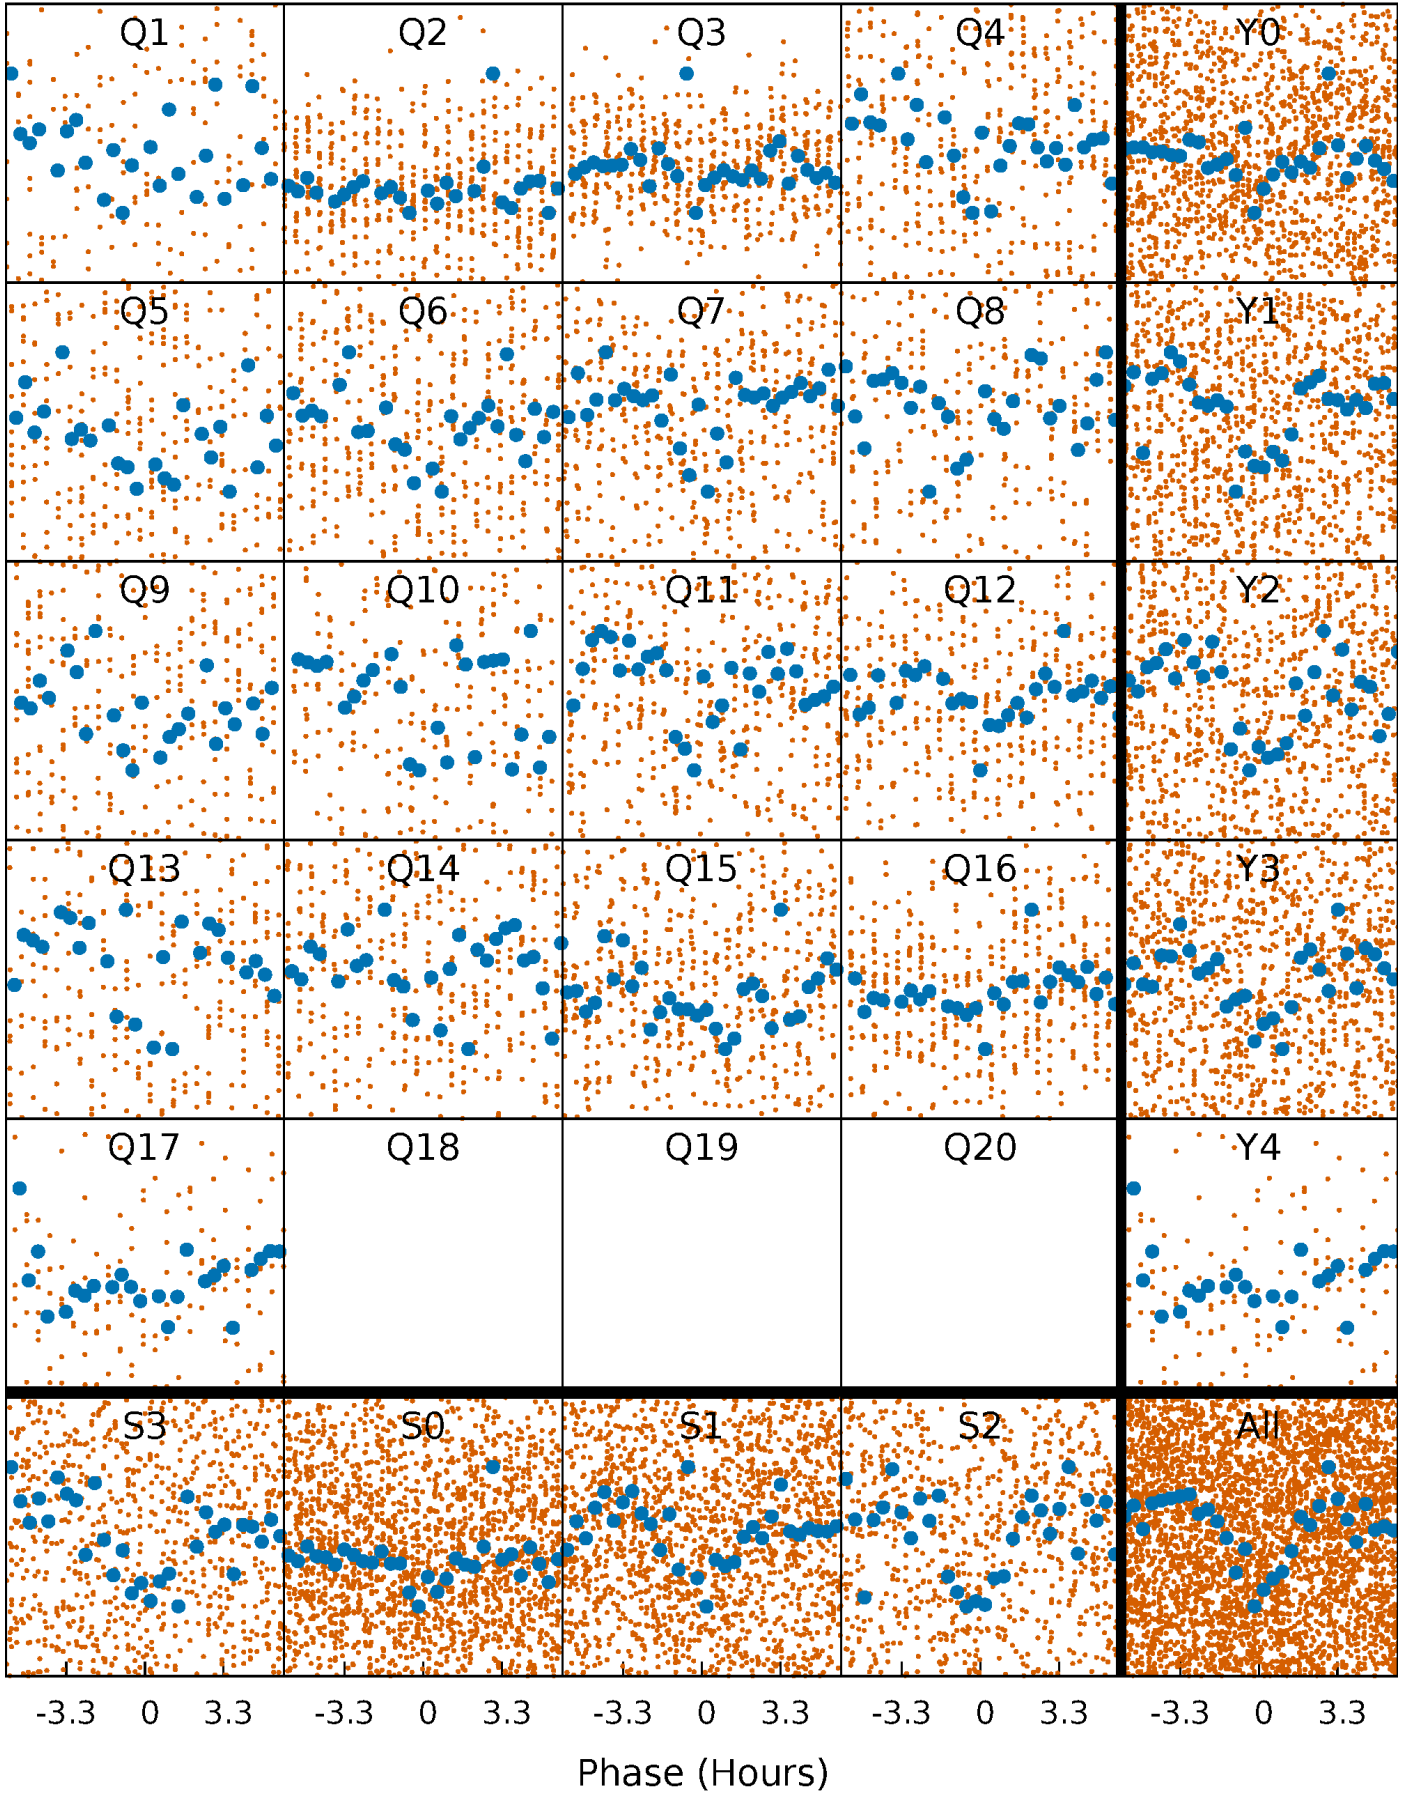 Q1 Q2 Q3 Q4 Y0
Q5 Q6 Q7 Q8 Y1
Q9 Q10 Q11 Q12 Y2
Q13 Q14 Q15 Q16 Y3
Q17 Q18 Q19 Q20 Y4
S3 S0 S1 S2 All
-3.3 0 3.3 -3.3 0 3.3 -3.3 0 3.3 -3.3 0 3.3 -3.3 0 3.3
Phase (Hours)